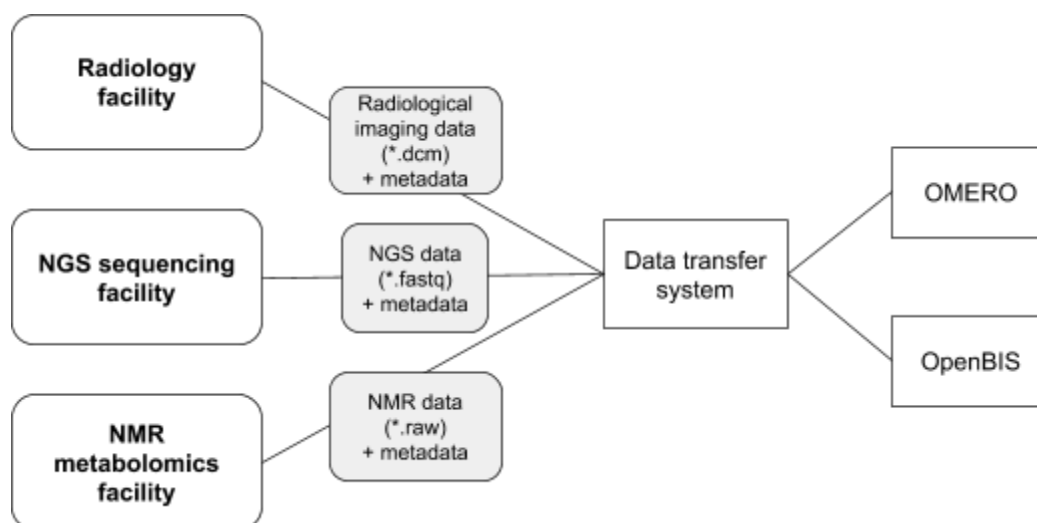 Radiology
facility
Radiological
imaging data
(*.dcm)
+ metadata
NGS sequencing
facility
NGS data
(*.fastq)
+ metadata
NMR
metabolomics
facility
NMR data
(*.raw)
+ metadata
Data transfer
system
OMERO
OpenBIS